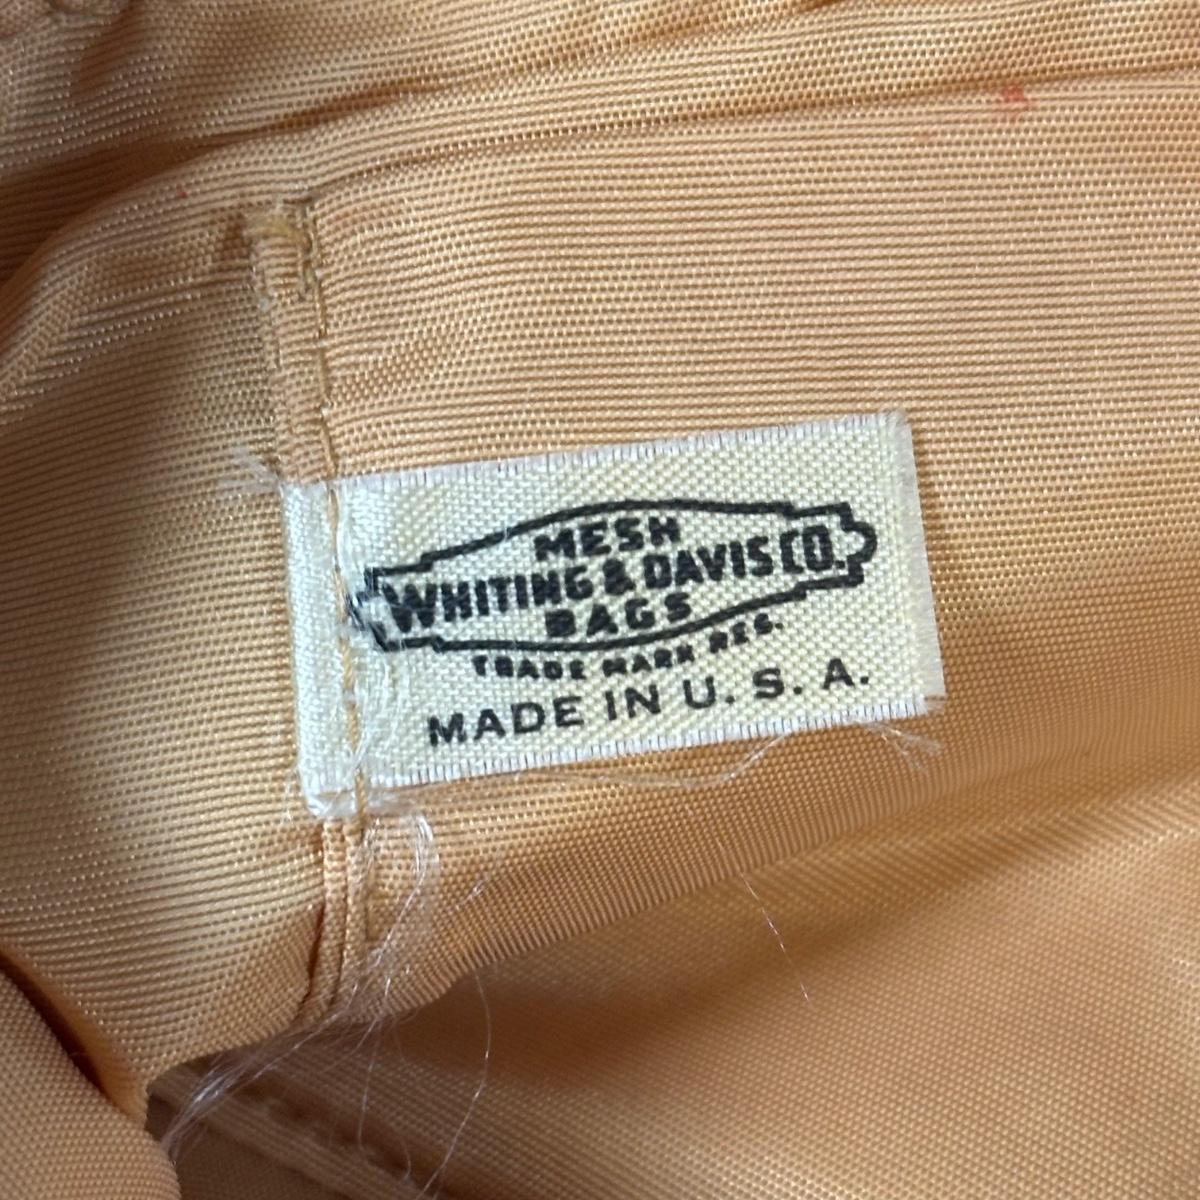 MESH
WHITING & DAVIS CO.
BAGS
TRADE MARK REG.
MADE IN U. S. A.